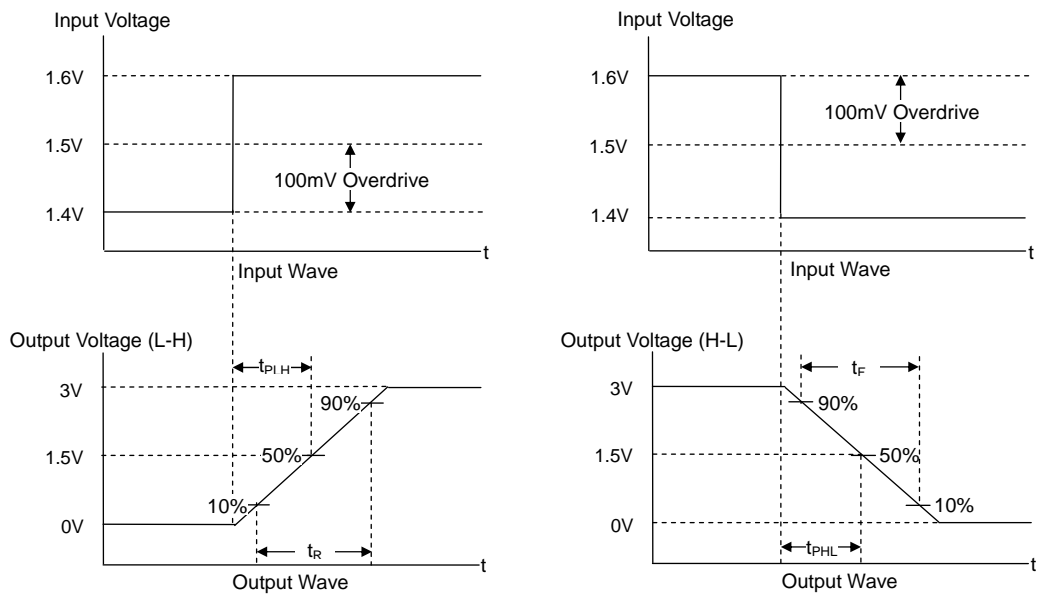 Input Voltage
1.6V
1.5V
100mV Overdrive
1.4V
t
Input Wave
Output Voltage (L-H)
tPLH
3V
90%
1.5V
50%
10%
0V
tR
t
Output Wave
Input Voltage
1.6V
100mV Overdrive
1.5V
1.4V
t
Input Wave
Output Voltage (H-L)
tF
3V
90%
1.5V
50%
10%
0V
tPHL
t
Output Wave